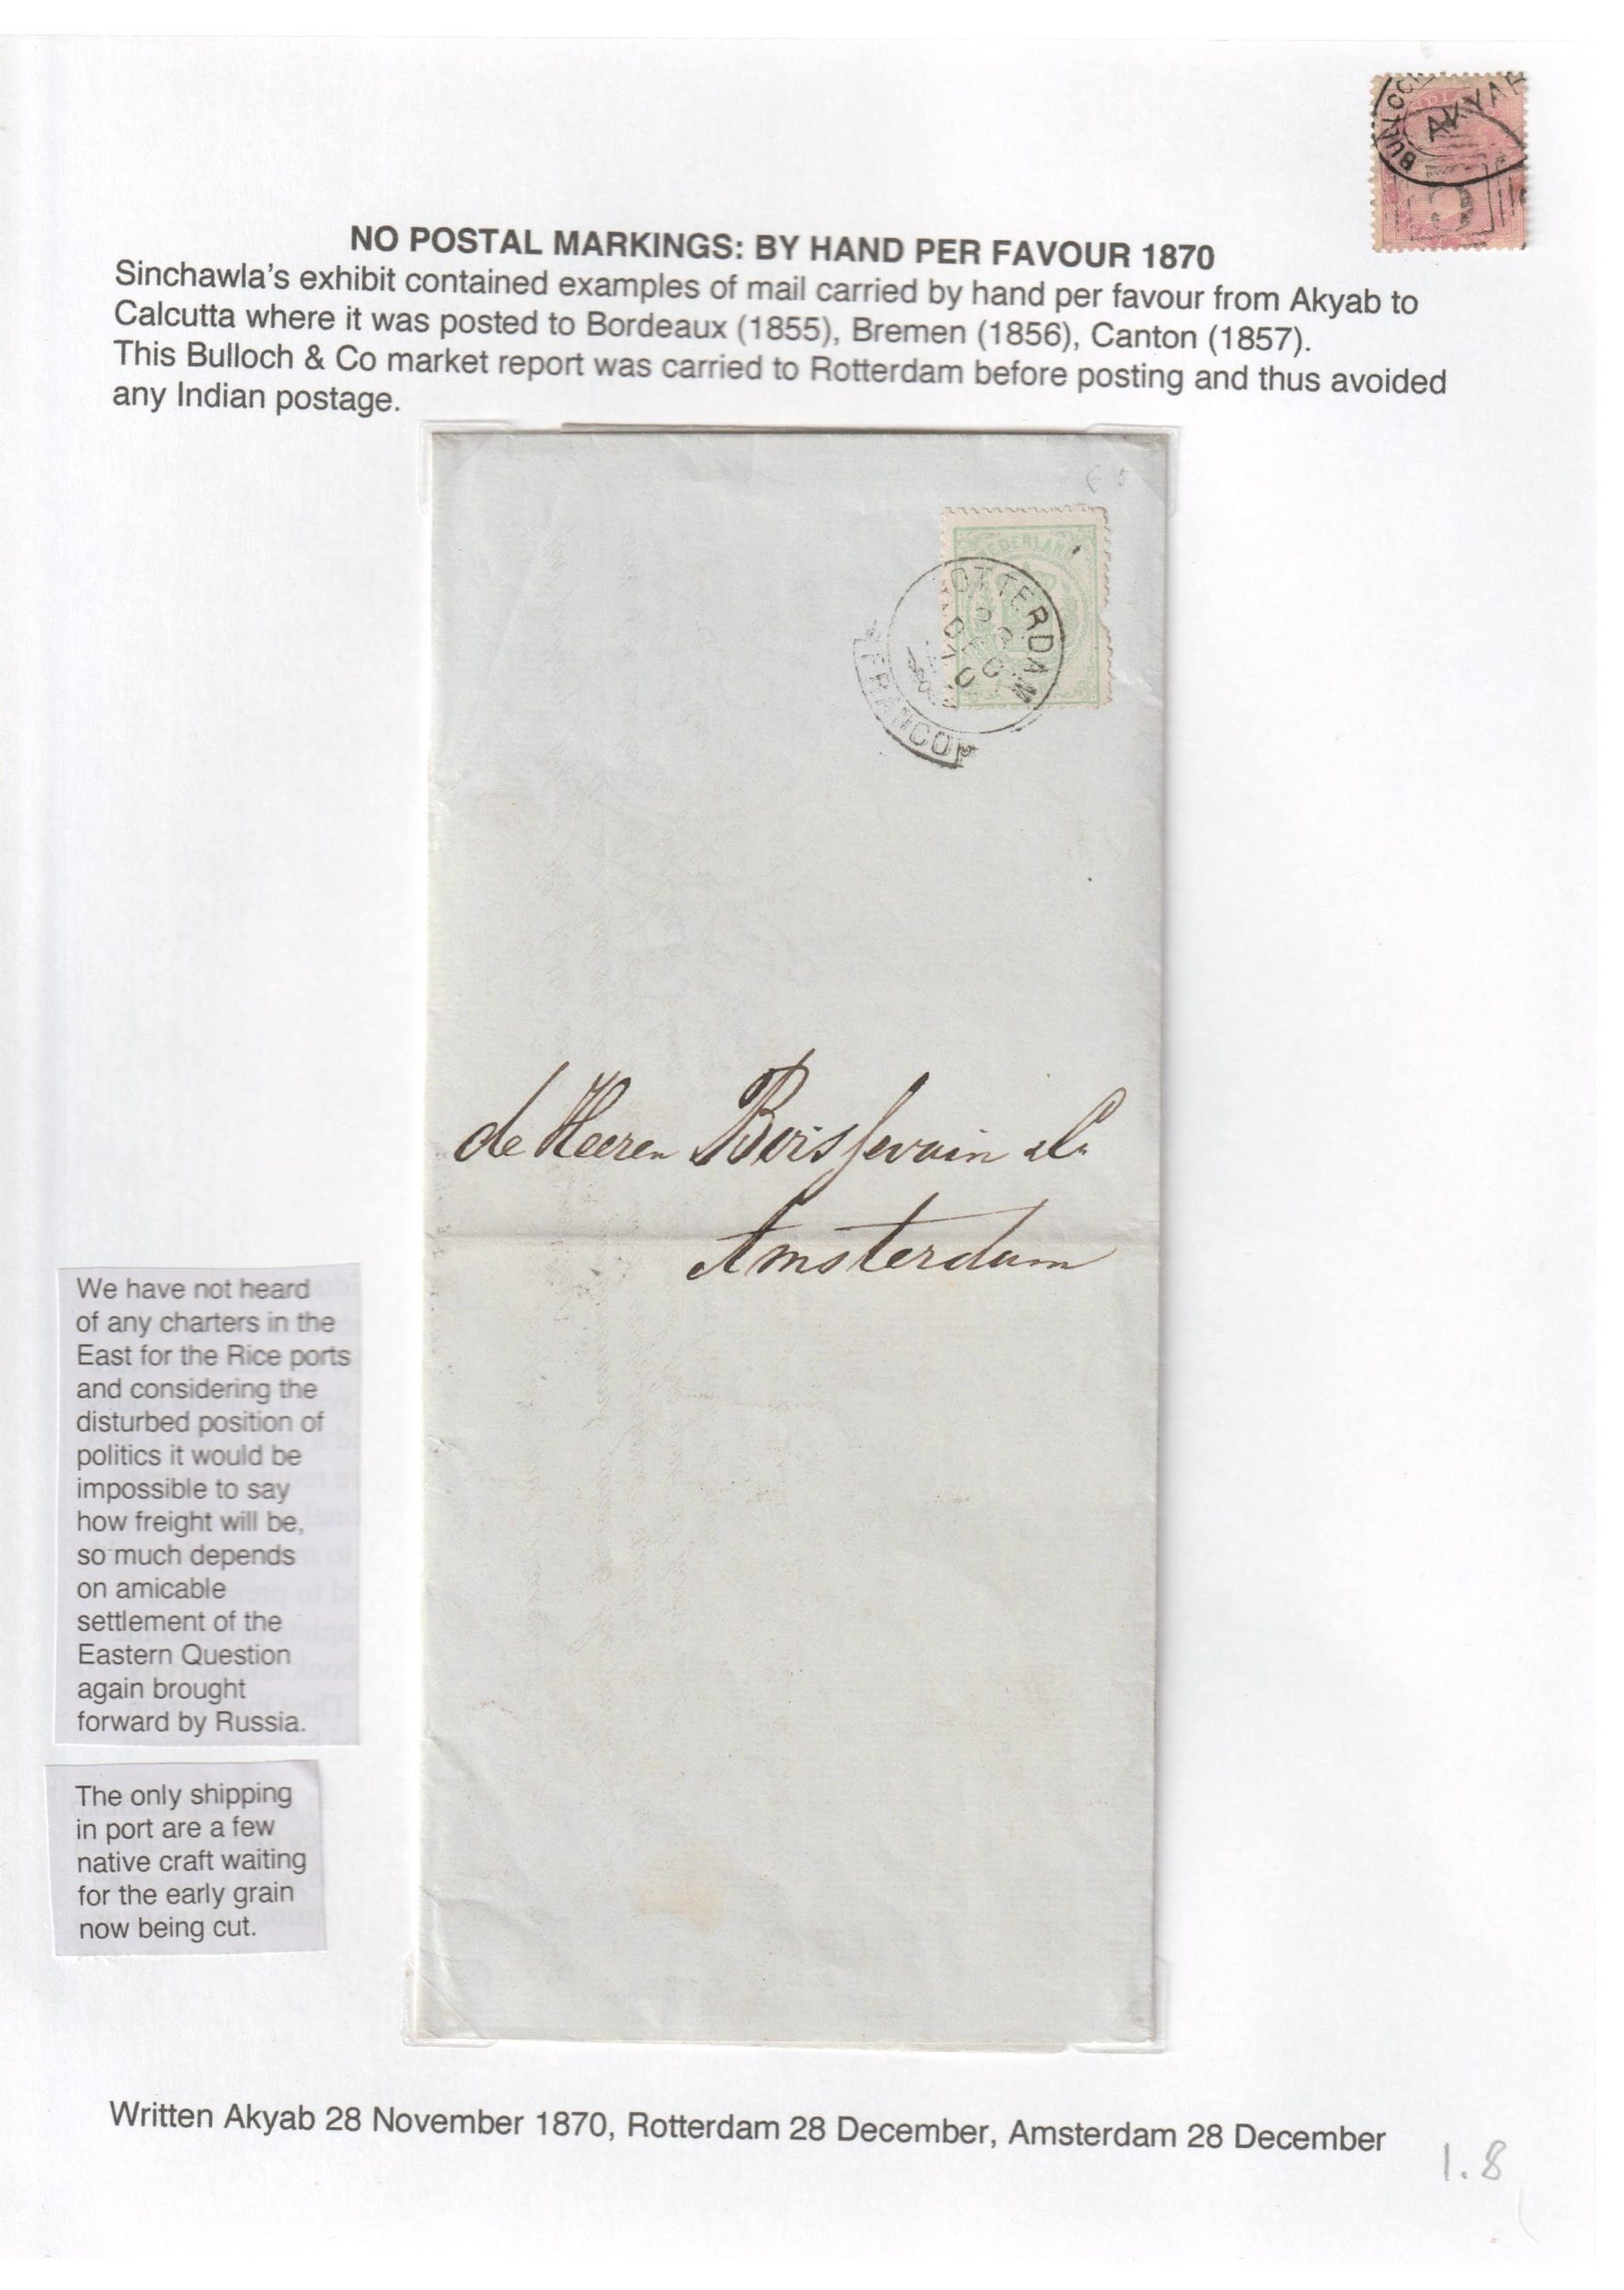 AKYAB
NO POSTAL MARKINGS: BY HAND PER FAVOUR 1870
Sinchawla's exhibit contained examples of mail carried by hand per favour from Akyab to
Calcutta where it was posted to Bordeaux (1855), Bremen (1856), Canton (1857).
This Bulloch & Co market report was carried to Rotterdam before posting and thus avoided
any Indian postage.
NEDERLAND
ROTTERDAM
DEC
70
FRANCO
de Heeren Boissevain &Co
Amsterdam
We have not heard
of any charters in the
East for the Rice ports
and considering the
disturbed position of
politics it would be
impossible to say
how freight will be,
so much depends
on amicable
settlement of the
Eastern Question
again brought
forward by Russia.
The only shipping
in port are a few
native craft waiting
for the early grain
now being cut.
Written Akyab 28 November 1870, Rotterdam 28 December, Amsterdam 28 December
1.8